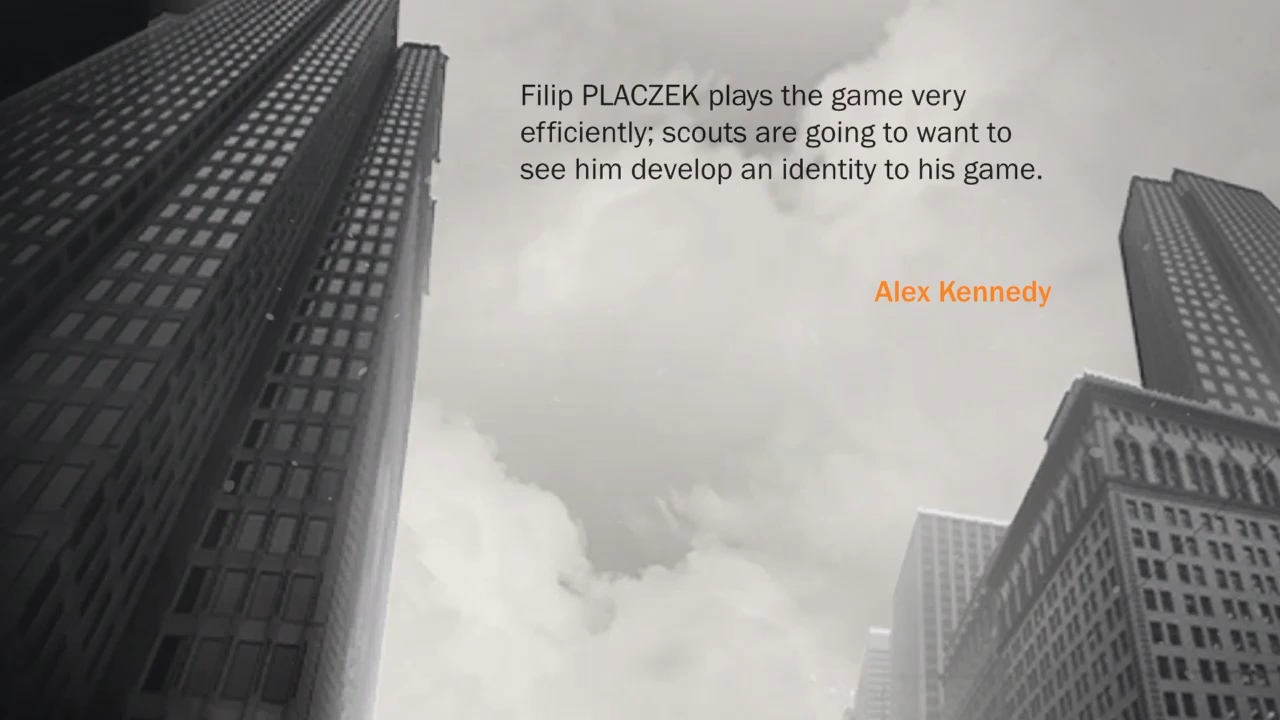 Filip PLACZEK plays the game very
efficiently; scouts are going to want to
see him develop an identity to his game.
Alex Kennedy